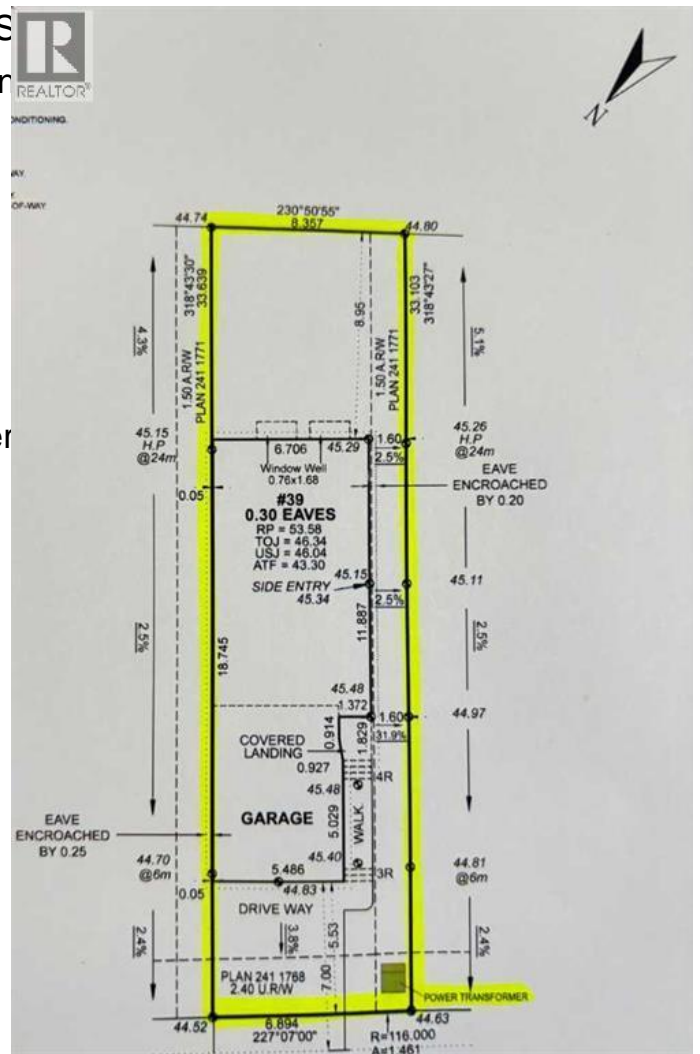 REALTOR®
ONDITIONING.
WAY.
OF-WAY
N
44.74
230°50'55"
8.357
44.80
318°43'30"
33.639
33.103
318°43'27"
8.95
4.3%
5.1%
1.50 A.R/W
PLAN 241 1771
1.50 A.R/W
PLAN 241 1771
45.15
H.P
@24m
6.706
45.29
1.60
2.5%
45.26
H.P
@24m
Window Well
0.76x1.68
EAVE
ENCROACHED
BY 0.20
0.05
#39
0.30 EAVES
RP = 53.58
TOJ = 46.34
USJ = 46.04
ATF = 43.30
45.15
SIDE ENTRY
45.34
2.5%
45.11
2.5%
18.745
11.887
2.5%
45.48
1.372
1.60
44.97
0.914
1.829
31.9%
COVERED
LANDING
0.927
4R
45.48
GARAGE
5.029
WALK
EAVE
ENCROACHED
BY 0.25
45.40
44.70
@6m
44.81
@6m
3R
0.05
5.486
44.83
DRIVE WAY
2.4%
3.8%
5.53
2.4%
7.00
PLAN 241 1768
2.40 U.R/W
POWER TRANSFORMER
44.52
6.894
227°07'00"
44.63
R=116.000
A=1.461